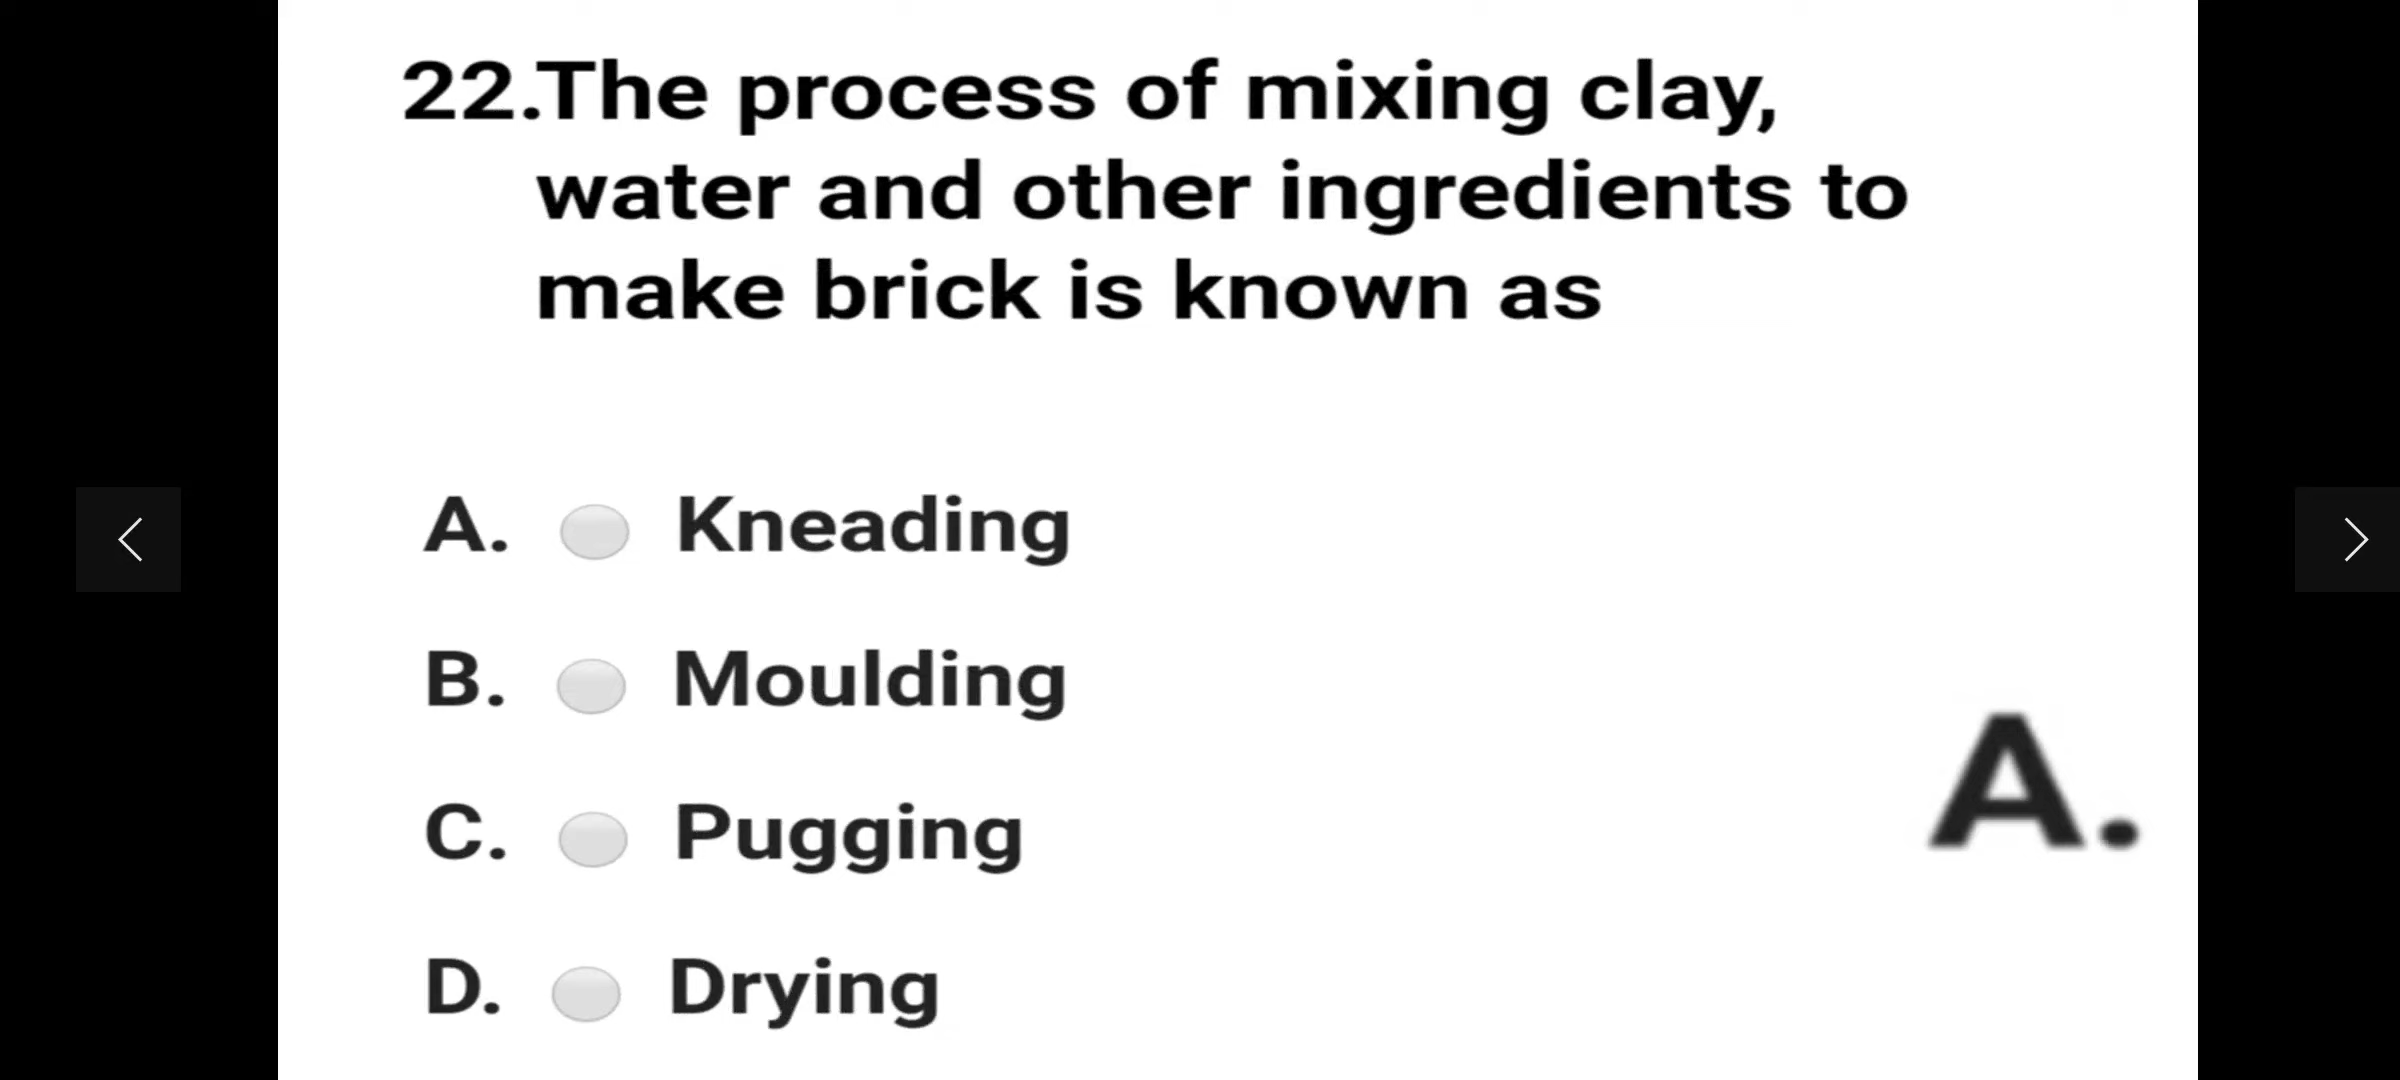 22.The process of mixing clay,
water and other ingredients to
make brick is known as
A. Kneading
B. Moulding
C. Pugging
D. Drying
A.